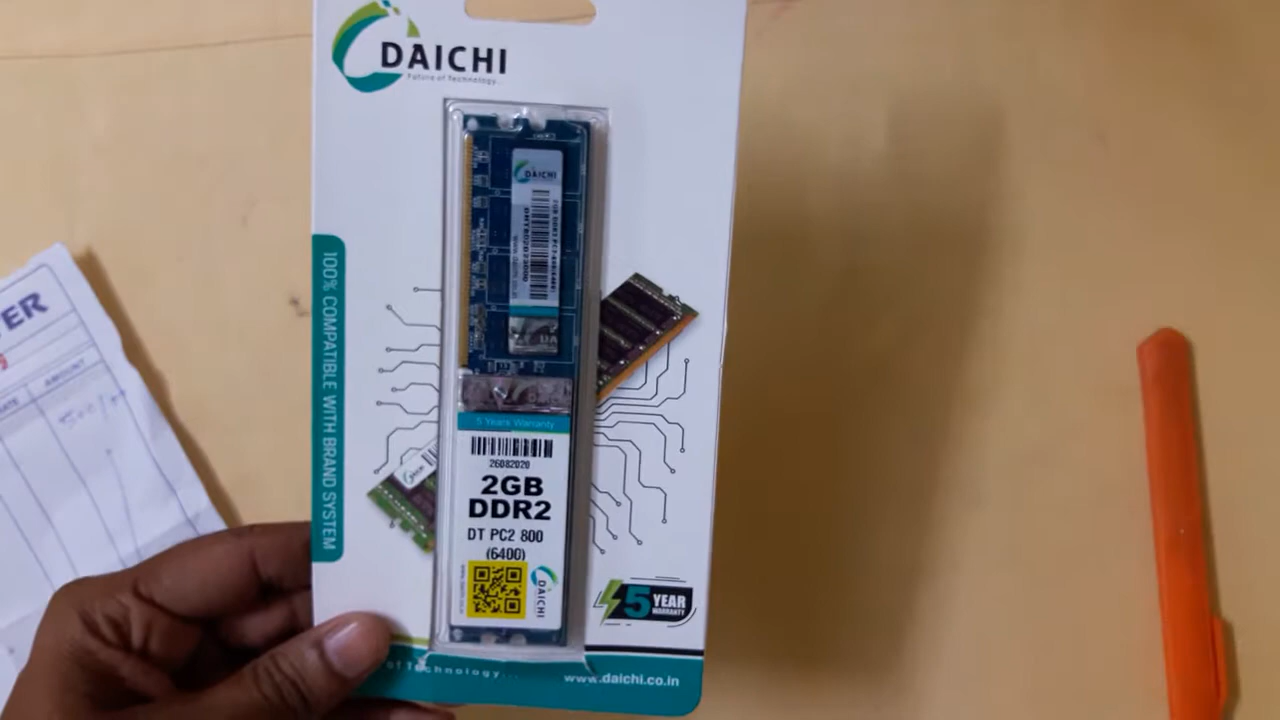 DAICHI
Future of Technology..
DAICHI
100% COMPATIBLE WITH BRAND SYSTEM
5 Years Warranty
26082020
2GB
DDR2
DT PC2 800
(6400)
DAICHI
5 YEAR
WARRANTY
of Technology...
www.daichi.co.in
ER
AMOUNT